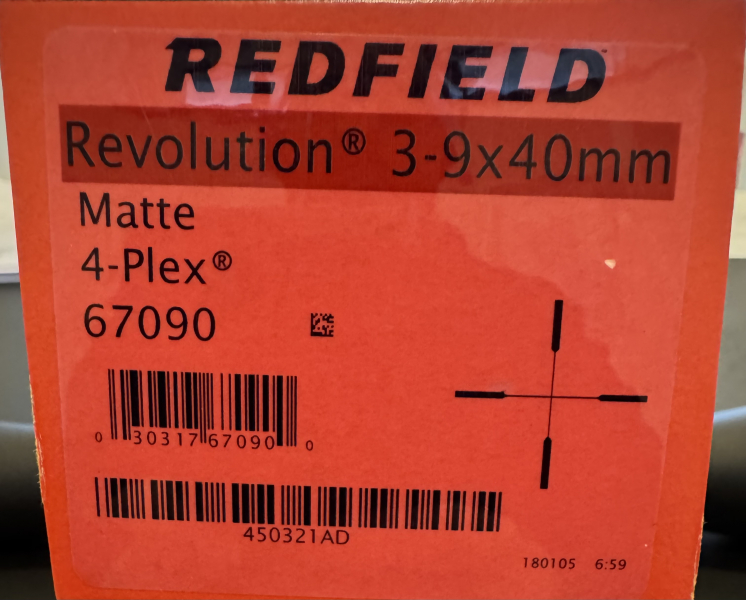 REDFIELD
Revolution® 3-9x40mm
Matte
4-Plex®
67090
0 30317 67090 0
450321AD
180105 6:59